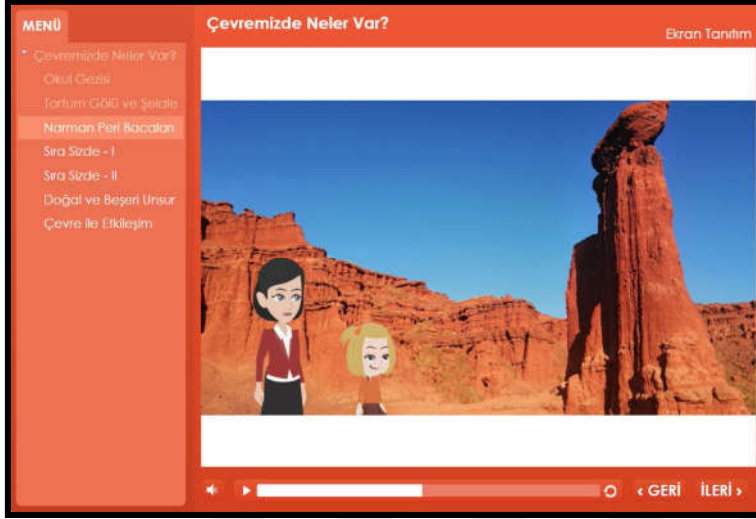 MENÜ
Çevremizde Neler Var?
Ekran Tanıtım
Çevremizde Neler Var?
Okul Gezisi
Tortum Gölü ve Şelale
Narman Peri Bacaları
Sıra Sizde - I
Sıra Sizde - II
Doğal ve Beşeri Unsur
Çevre ile Etkileşim
‹ GERİ İLERİ ›